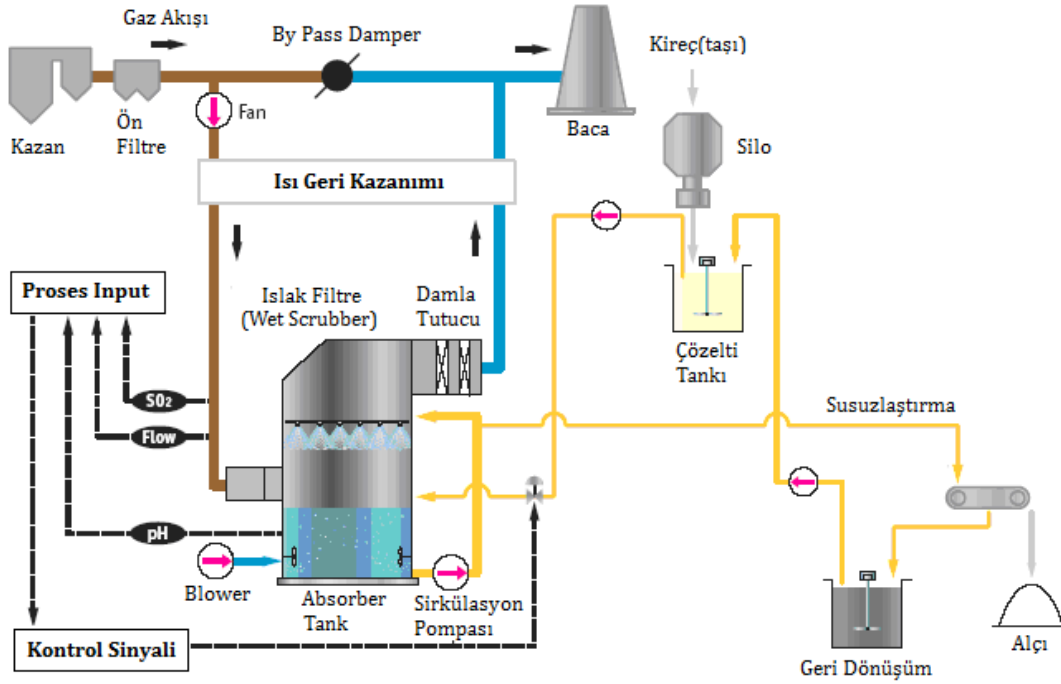 Gaz Akışı
By Pass Damper
Kireç(taşı)
Kazan
Ön
Filtre
Fan
Baca
Silo
Isı Geri Kazanımı
Proses Input
Islak Filtre
(Wet Scrubber)
Damla
Tutucu
Çözelti
Tankı
SO₂
Flow
Susuzlaştırma
pH
Blower
Absorber
Tank
Sirkülasyon
Pompası
Kontrol Sinyali
Geri Dönüşüm
Alçı